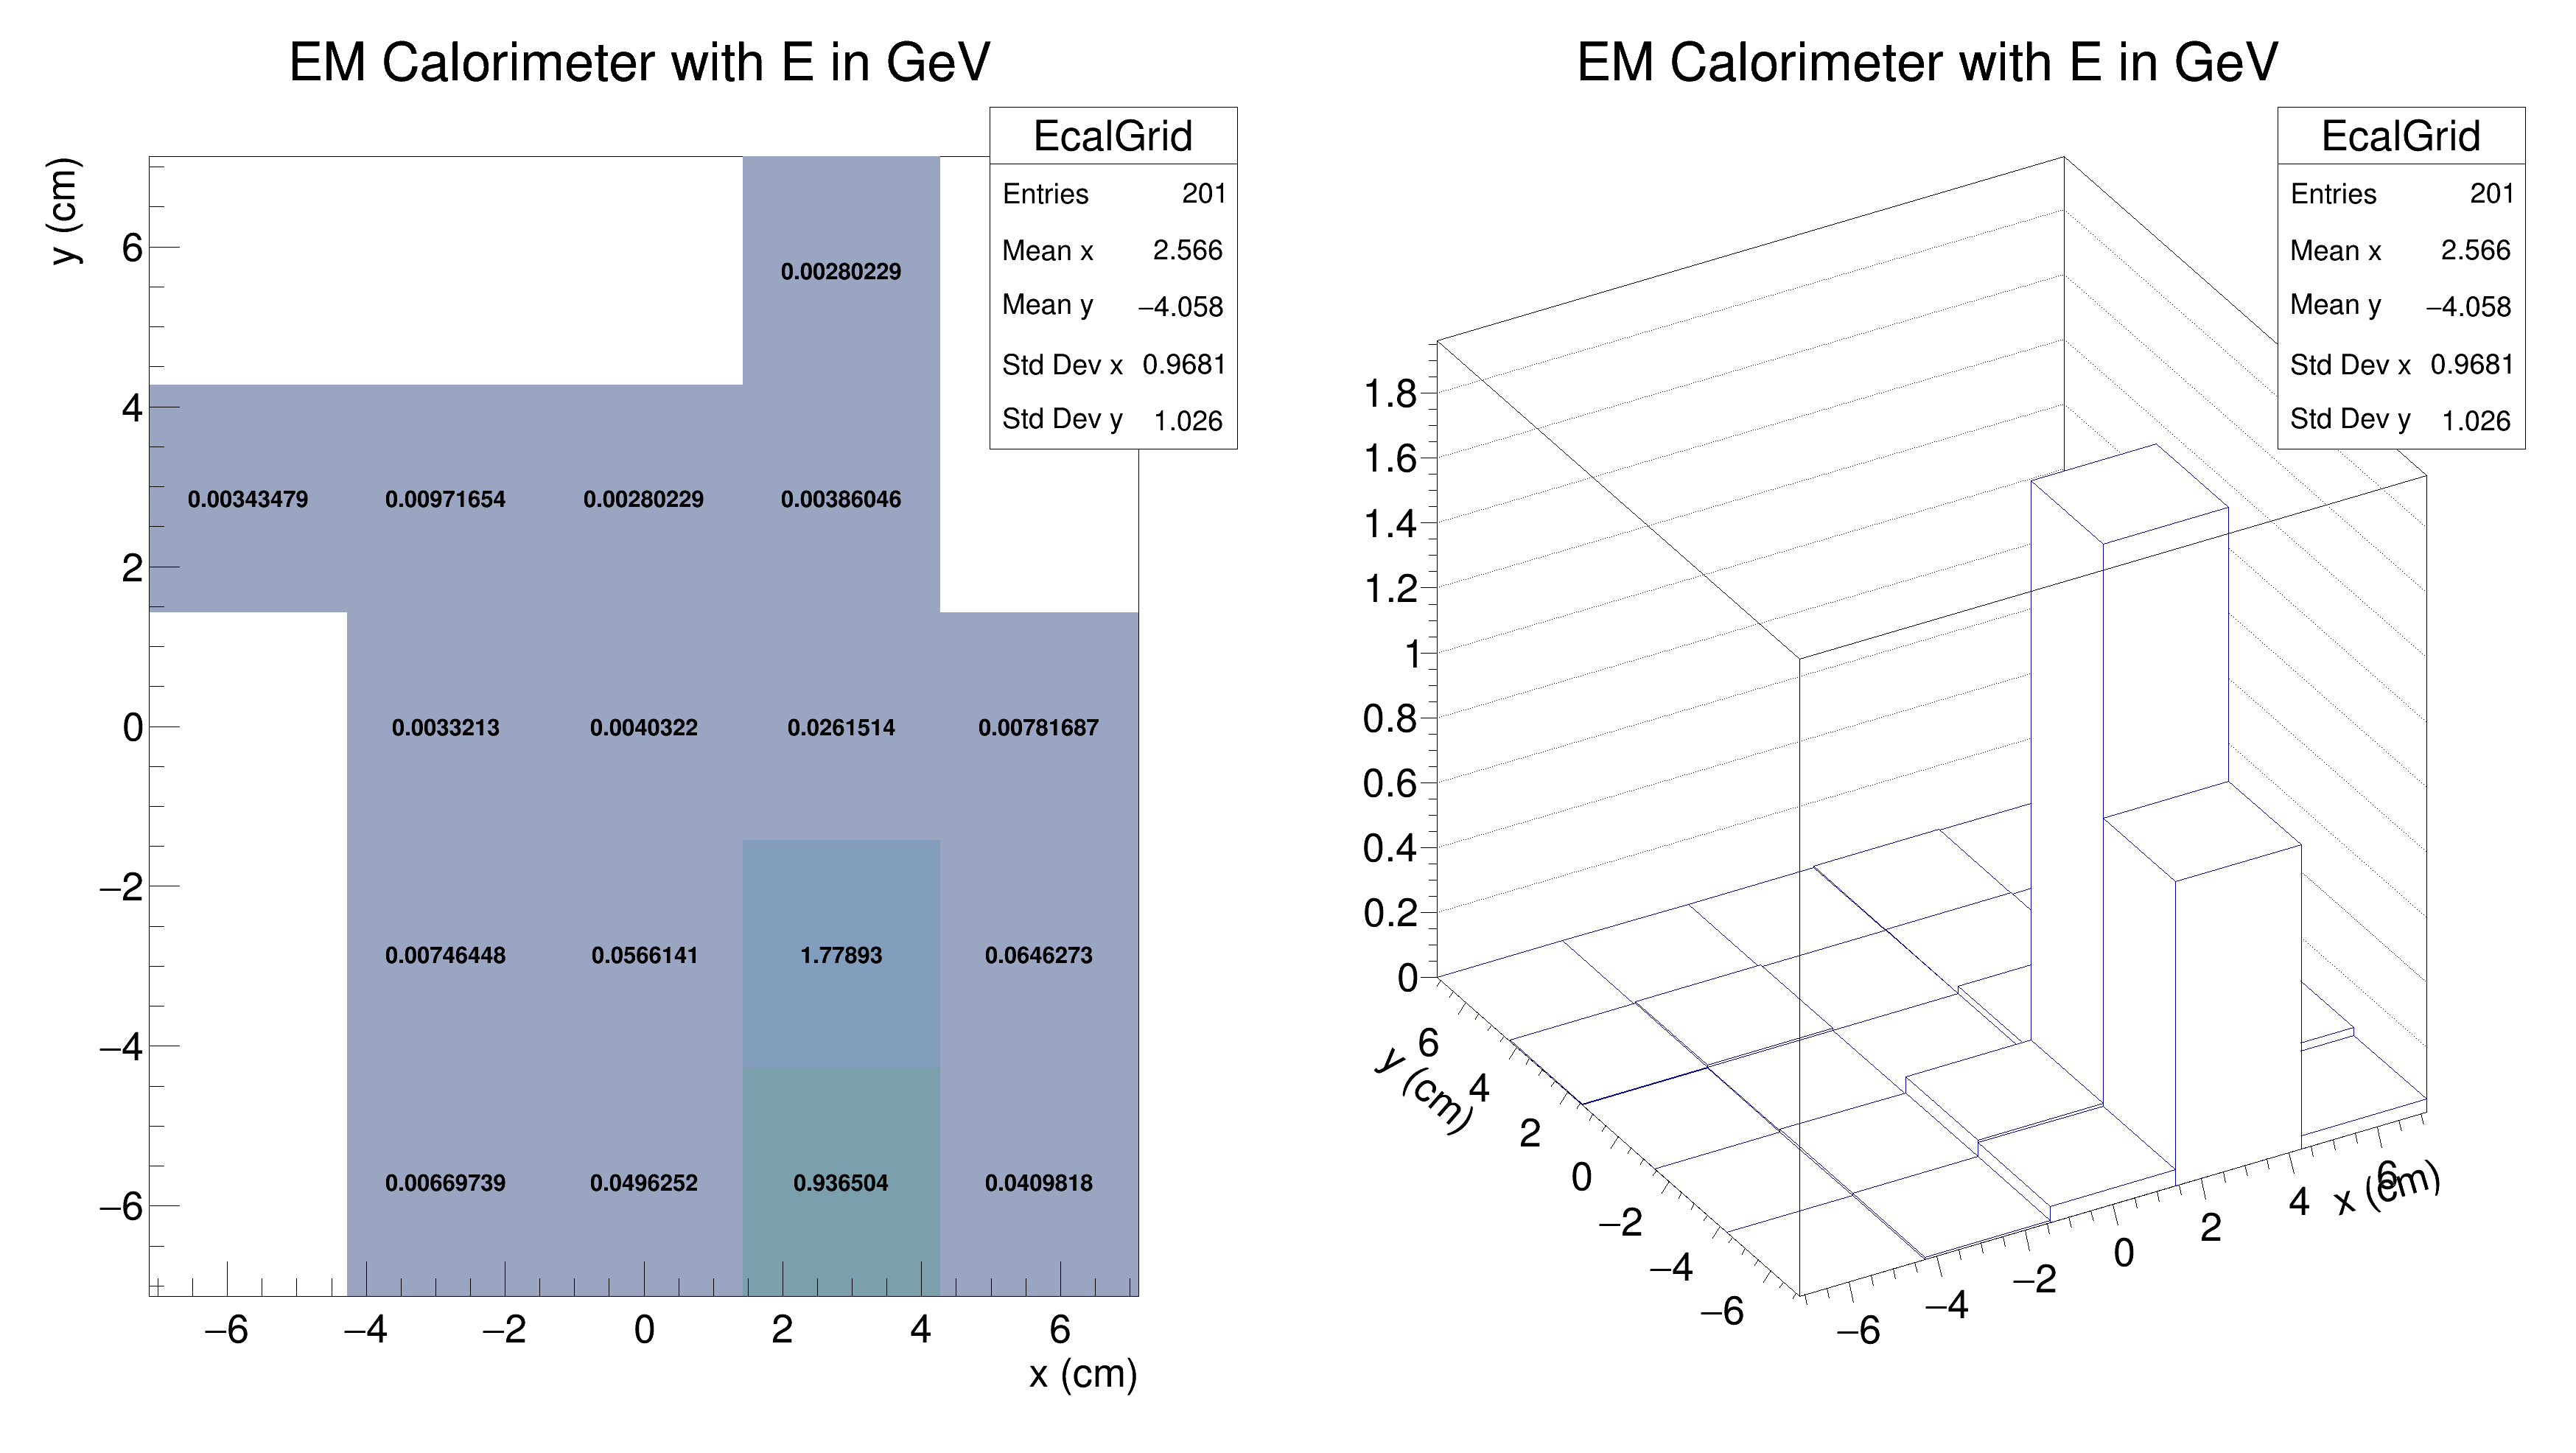 EM Calorimeter with E in GeV
EcalGrid
Entries 201
Mean x 2.566
Mean y −4.058
Std Dev x 0.9681
Std Dev y 1.026
y (cm)
6
4
2
0
−2
−4
−6
0.00280229
0.00343479 0.00971654 0.00280229 0.00386046
0.0033213 0.0040322 0.0261514 0.00781687
0.00746448 0.0566141 1.77893 0.0646273
0.00669739 0.0496252 0.936504 0.0409818
−6 −4 −2 0 2 4 6
x (cm)
EM Calorimeter with E in GeV
EcalGrid
Entries 201
Mean x 2.566
Mean y −4.058
Std Dev x 0.9681
Std Dev y 1.026
1.8
1.6
1.4
1.2
1
0.8
0.6
0.4
0.2
0
6
4
2
0
−2
−4
−6
y (cm)
−6
−4
−2
0
2
4
6
x (cm)